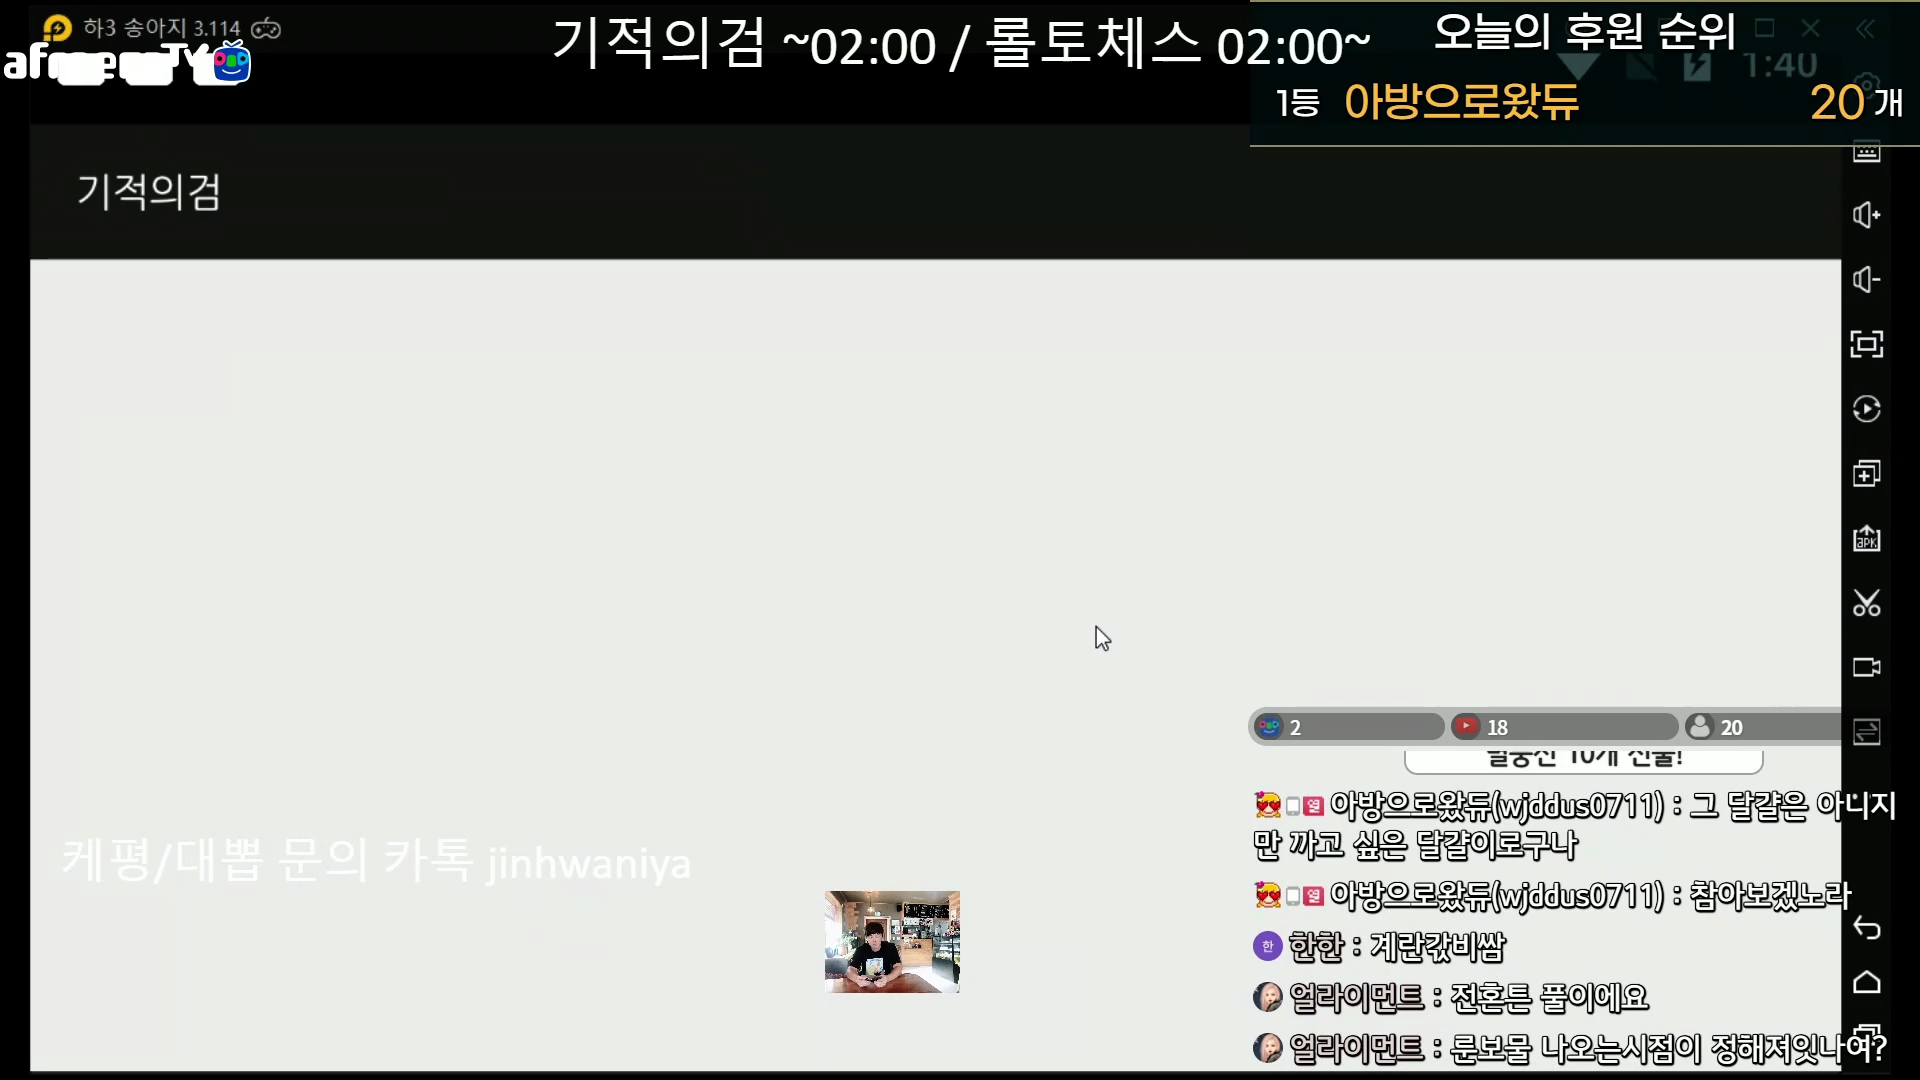 하3 송아지 3.114
afreecaTV
기적의검 ~02:00 / 롤토체스 02:00~
오늘의 후원 순위
1:40
1등 아방으로왔듀 20개
기적의검
2 18 20
아방으로왔듀(wjddus0711) : 그 달걀은 아니지
만 까고 싶은 달걀이로구나
아방으로왔듀(wjddus0711) : 참아보겠노라
한 한한 : 계란값비쌈
얼라이먼트 : 전혼튼 풀이에요
얼라이먼트 : 룬보물 나오는시점이 정해져잇나여?
케평/대뽑 문의 카톡 jinhwaniya